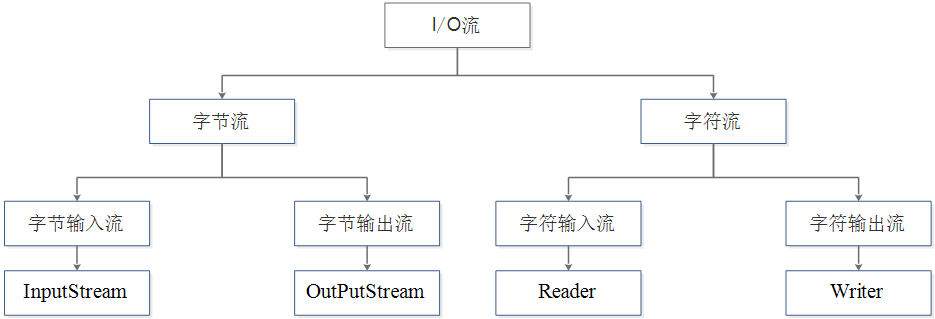 I/O流
字节流
字符流
字节输入流
字节输出流
字符输入流
字符输出流
InputStream
OutPutStream
Reader
Writer